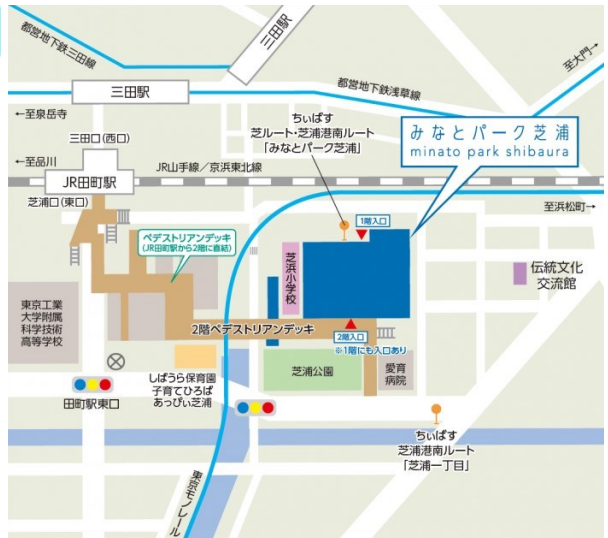 都営地下鉄三田線
三田駅
三田駅
都営地下鉄浅草線
至大門→
←至泉岳寺
三田口(西口)
ちぃばす
芝ルート・芝浦港南ルート
「みなとパーク芝浦」
みなとパーク芝浦
minato park shibaura
←至品川
JR田町駅
JR山手線/京浜東北線
芝浦口(東口)
至浜松町→
1階入口
ペデストリアンデッキ
(JR田町駅から2階に直結)
芝浜小学校
伝統文化
交流館
東京工業
大学附属
科学技術
高等学校
2階ペデストリアンデッキ
2階入口
※1階にも入口あり
しばうら保育園
子育てひろば
あっぴぃ芝浦
芝浦公園
愛育
病院
田町駅東口
ちぃばす
芝浦港南ルート
「芝浦一丁目」
東京モノレール